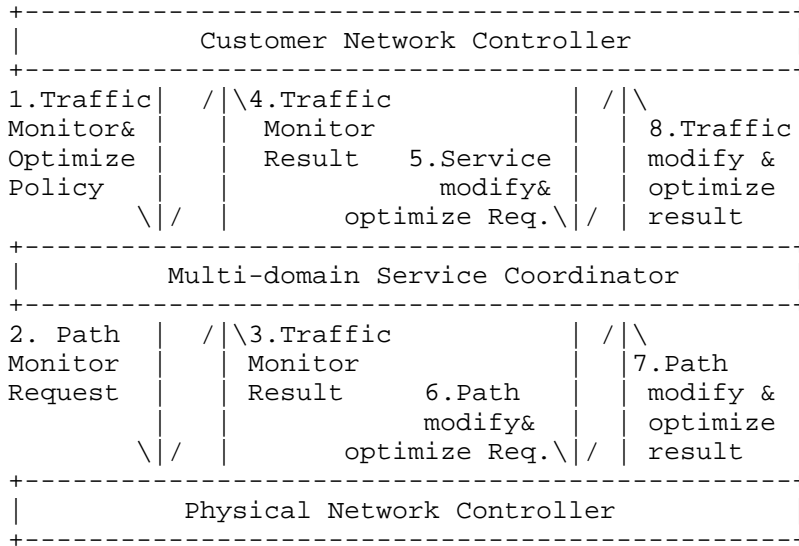 +--------------------------------------------------
|          Customer Network Controller
+--------------------------------------------------
1.Traffic|  /|\4.Traffic           | /|\
Monitor& |   |  Monitor            |  | 8.Traffic
Optimize |   |  Result  5.Service  |  | modify &
Policy   |   |            modify&  |  | optimize
        \|/  |      optimize Req.\|/  | result
+--------------------------------------------------
|        Multi-domain Service Coordinator
+--------------------------------------------------
2. Path  |  /|\3.Traffic           | /|\
Monitor  |   | Monitor             |  |7.Path
Request  |   | Result    6.Path    |  | modify &
         |   |           modify&   |  | optimize
        \|/  |      optimize Req.\|/  | result
+--------------------------------------------------
|         Physical Network Controller
+--------------------------------------------------